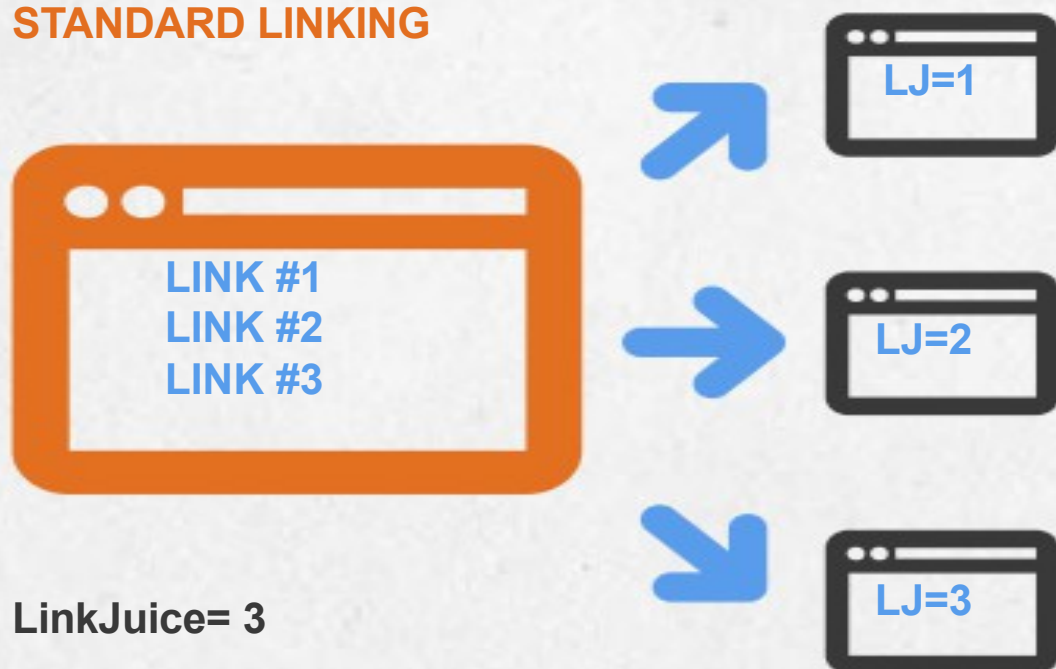 STANDARD LINKING
LJ=1
LINK #1
LINK #2
LINK #3
LJ=2
LJ=3
LinkJuice= 3